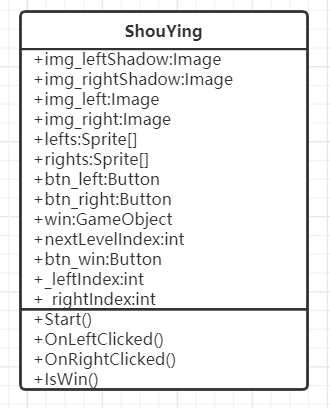 ShouYing
+img_leftShadow:Image
+img_rightShadow:Image
+img_left:Image
+img_right:Image
+lefts:Sprite[]
+rights:Sprite[]
+btn_left:Button
+btn_right:Button
+win:GameObject
+nextLevelIndex:int
+btn_win:Button
+_leftIndex:int
+_rightIndex:int
+Start()
+OnLeftClicked()
+OnRightClicked()
+IsWin()